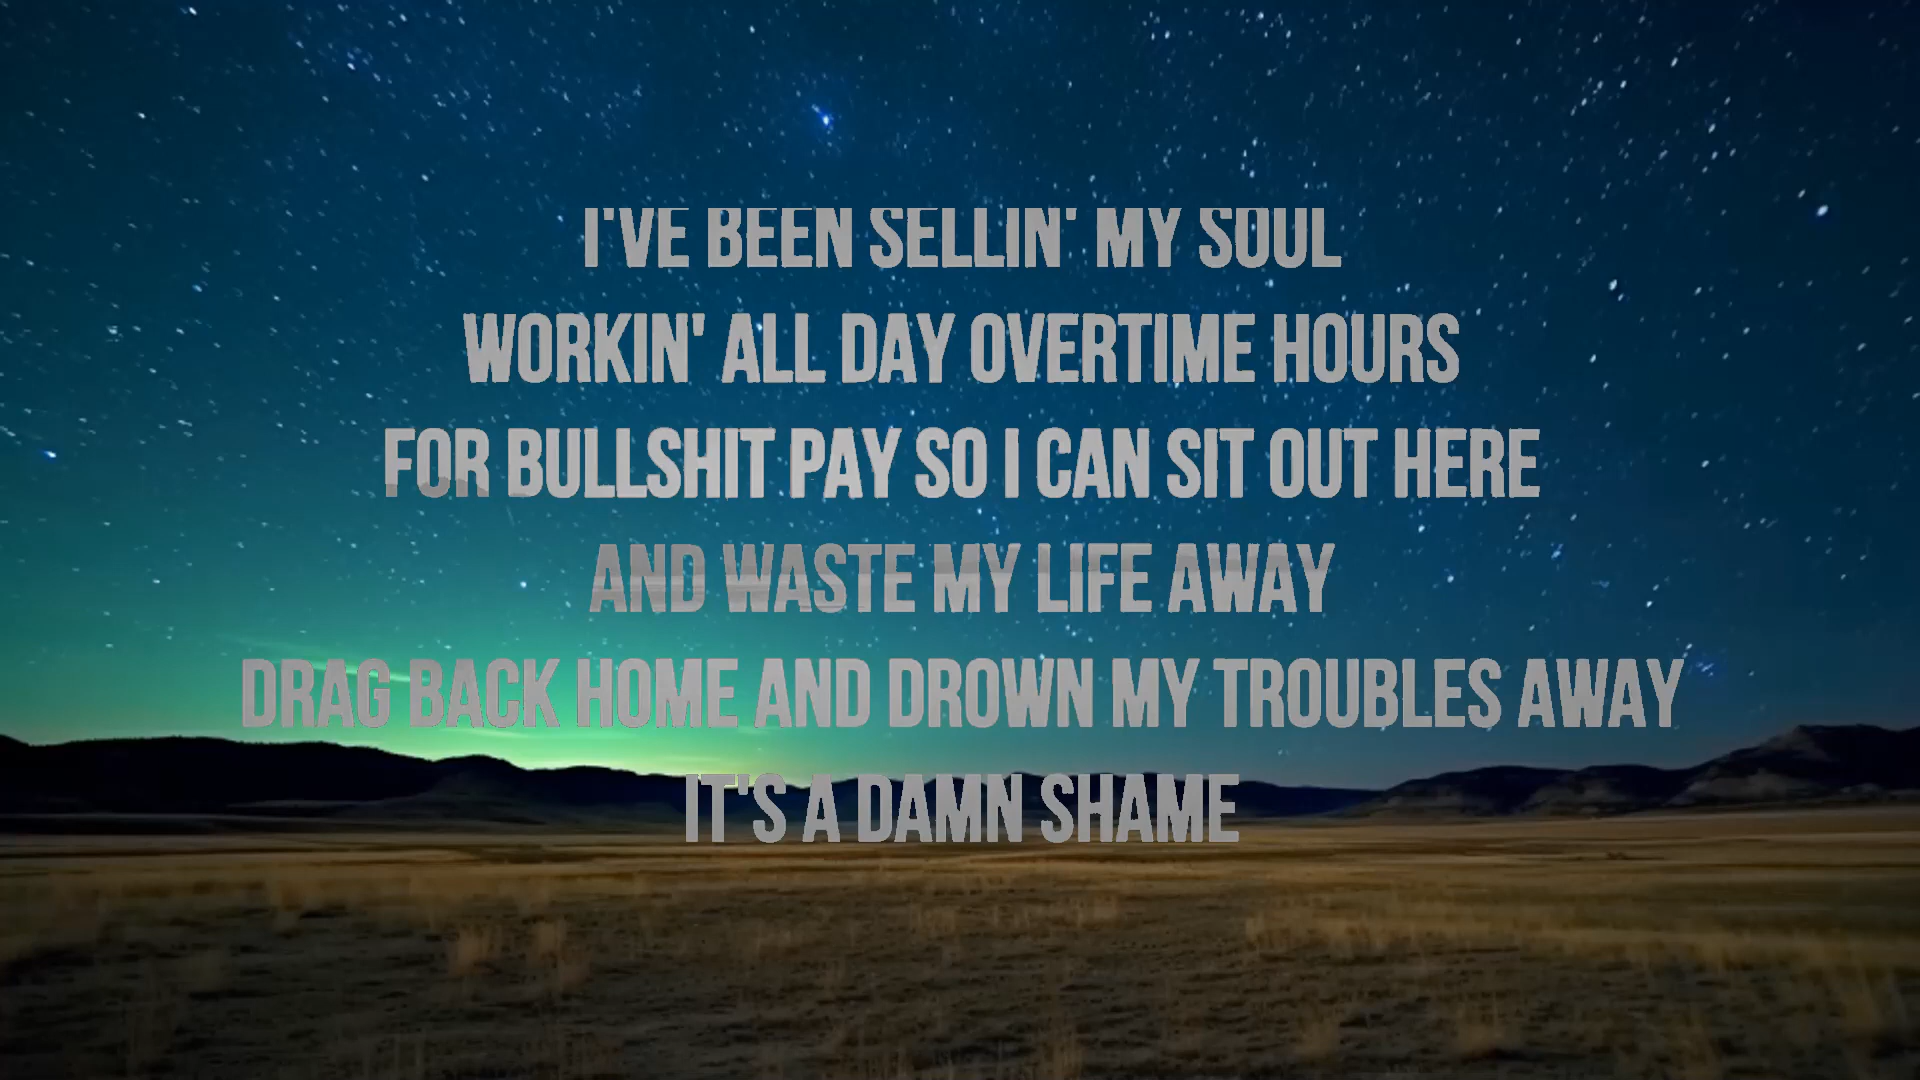 I'VE BEEN SELLIN' MY SOUL
WORKIN' ALL DAY OVERTIME HOURS
FOR BULLSHIT PAY SO I CAN SIT OUT HERE
AND WASTE MY LIFE AWAY
DRAG BACK HOME AND DROWN MY TROUBLES AWAY
IT'S A DAMN SHAME